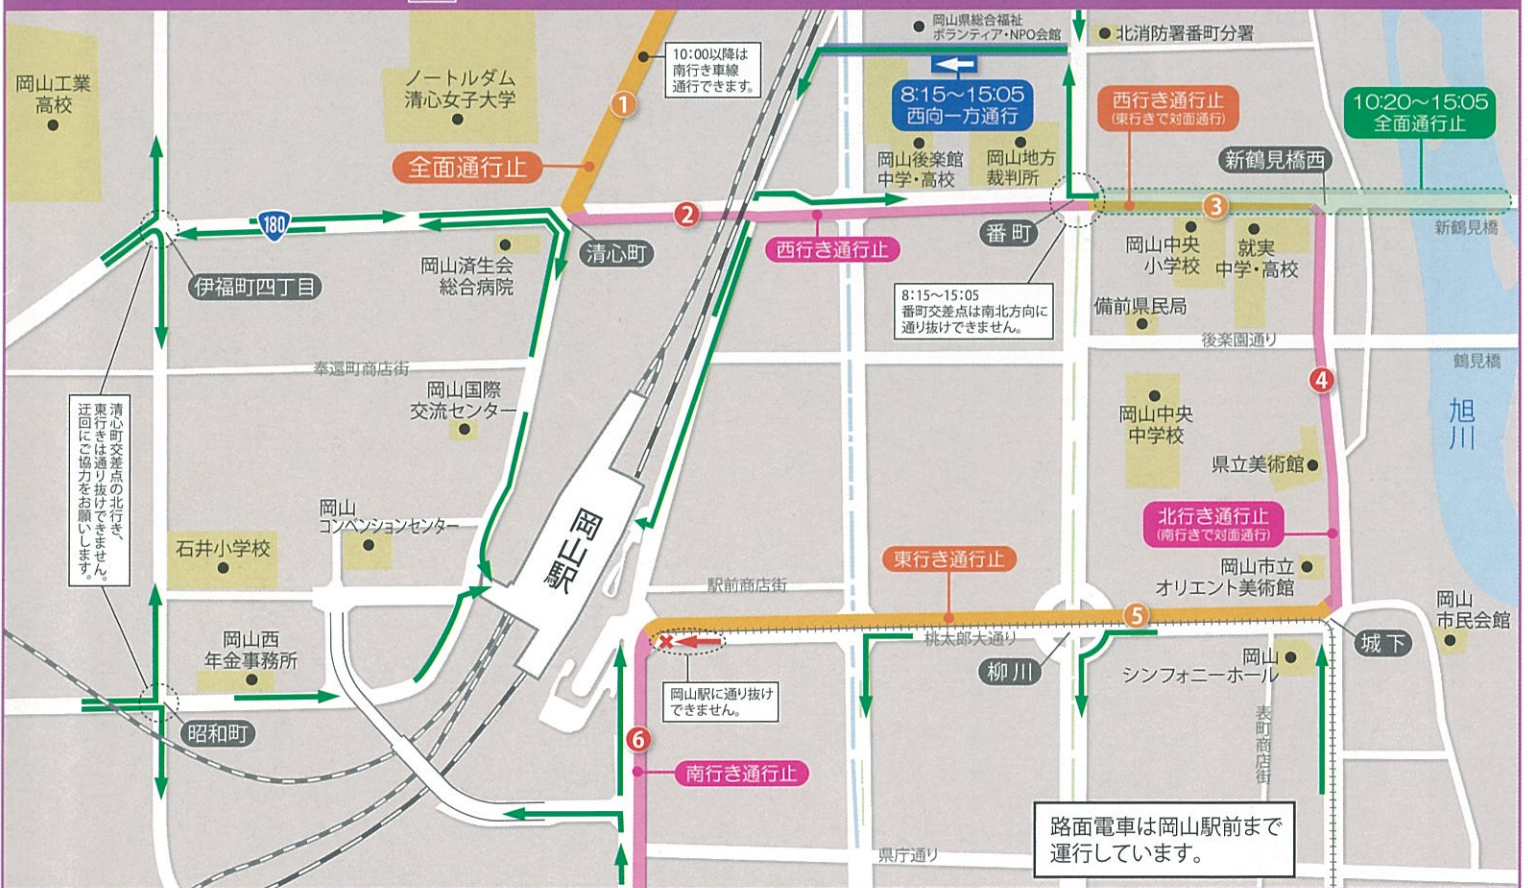 岡山工業
高校
ノートルダム
清心女子大学
10:00以降は
南行き車線
通行できます。
1
全面通行止
岡山県総合福祉
ボランティア・NPO会館
北消防署番町分署
8:15～15:05
西向一方通行
西行き通行止
(東行きで対面通行)
10:20～15:05
全面通行止
岡山後楽館
中学・高校
岡山地方
裁判所
新鶴見橋西
180
2
3
西行き通行止
番町
清心町
伊福町四丁目
岡山済生会
総合病院
岡山中央
小学校
就実
中学・高校
新鶴見橋
8:15～15:05
番町交差点は南北方向に
通り抜けできません。
備前県民局
後楽園通り
鶴見橋
奉還町商店街
岡山国際
交流センター
4
岡山中央
中学校
旭川
県立美術館
清心町交差点の北行き、
東行きは通り抜けできません。
迂回にご協力をお願いします。
岡山
コンベンションセンター
石井小学校
岡山駅
北行き通行止
(南行きで対面通行)
東行き通行止
駅前商店街
岡山市立
オリエント美術館
岡山
市民会館
5
桃太郎大通り
柳川
城下
岡山
シンフォニーホール
岡山西
年金事務所
岡山駅に通り抜け
できません。
昭和町
6
南行き通行止
表町商店街
路面電車は岡山駅前まで
運行しています。
県庁通り